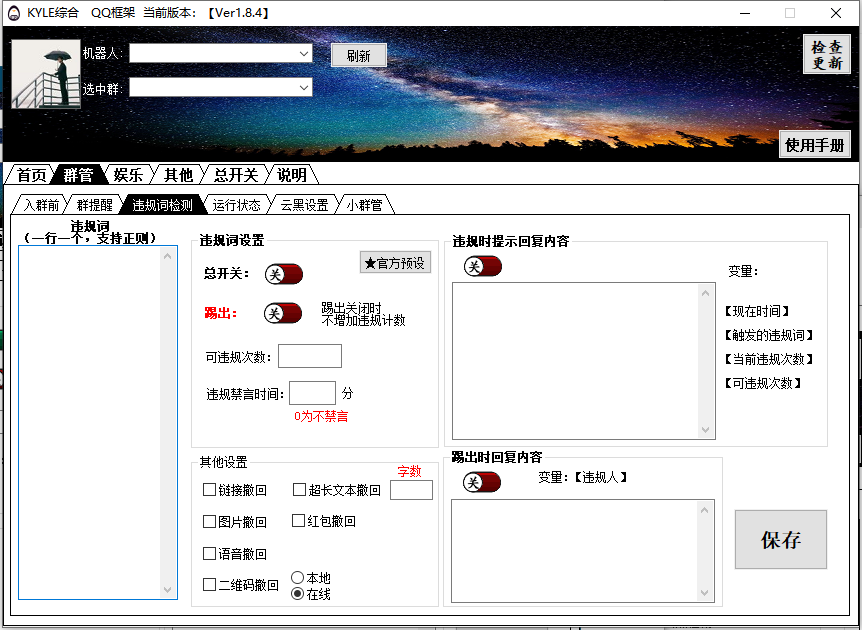 KYLE综合 QQ框架 当前版本：【Ver1.8.4】
机器人:
刷新
检查
更新
选中群:
使用手册
首页 群管 娱乐 其他 总开关 说明
入群前 群提醒 违规词检测 运行状态 云黑设置 小群管
违规词
（一行一个，支持正则）
违规词设置
总开关：
关
★官方预设
踢出：
关
踢出关闭时
不增加违规计数
可违规次数：
违规禁言时间：
分
0为不禁言
违规时提示回复内容
关
变量：
【现在时间】
【触发的违规词】
【当前违规次数】
【可违规次数】
其他设置
字数
链接撤回
超长文本撤回
图片撤回
红包撤回
语音撤回
二维码撤回
本地
在线
踢出时回复内容
关
变量：【违规人】
保存